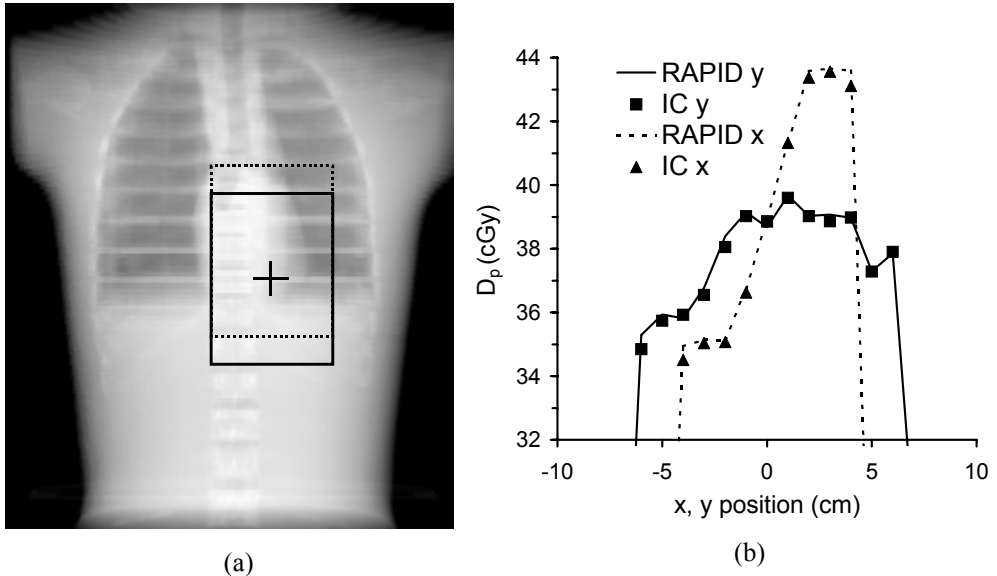 44
42
40
38
36
34
32
D_p (cGy)
RAPID y
IC y
RAPID x
IC x
-10 -5 0 5 10
x, y position (cm)
(a)
(b)